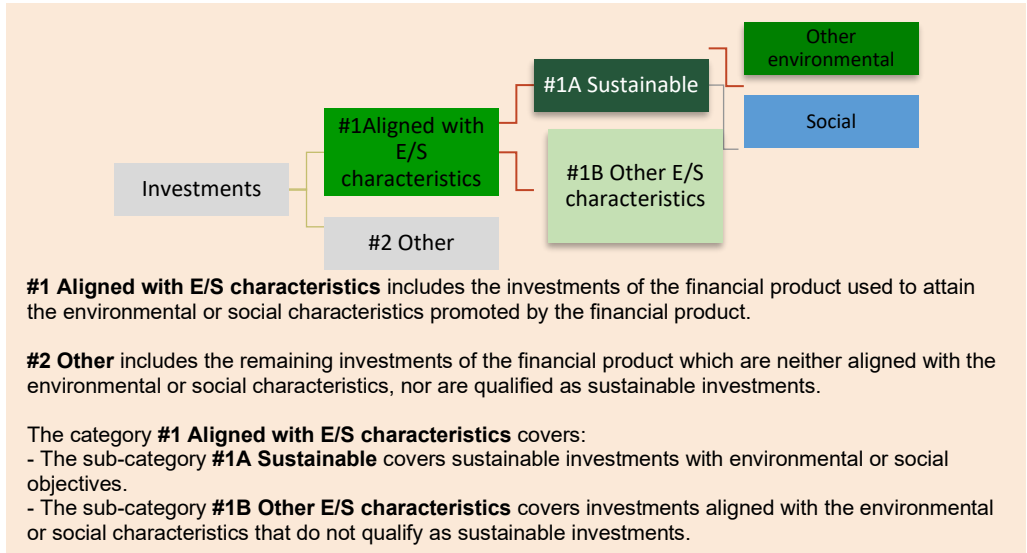 Other
environmental
#1A Sustainable
Social
#1Aligned with
E/S
characteristics
#1B Other E/S
characteristics
Investments
#2 Other
#1 Aligned with E/S characteristics includes the investments of the financial product used to attain
the environmental or social characteristics promoted by the financial product.
#2 Other includes the remaining investments of the financial product which are neither aligned with the
environmental or social characteristics, nor are qualified as sustainable investments.
The category #1 Aligned with E/S characteristics covers:
- The sub-category #1A Sustainable covers sustainable investments with environmental or social
objectives.
- The sub-category #1B Other E/S characteristics covers investments aligned with the environmental
or social characteristics that do not qualify as sustainable investments.